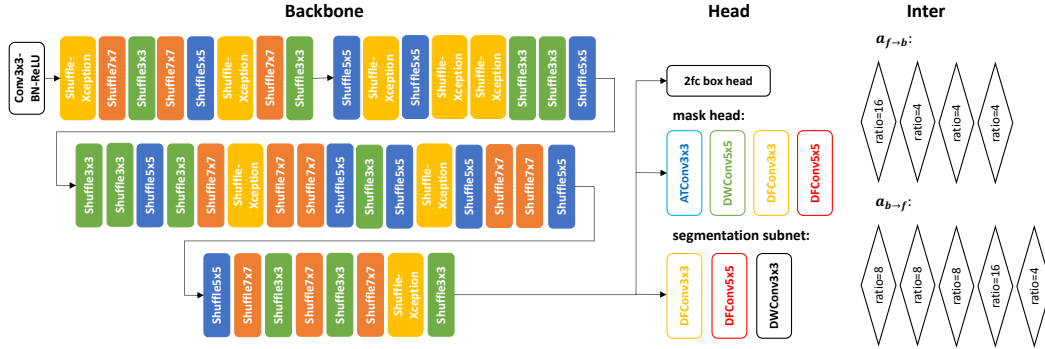 Backbone
Head
Inter
Conv3x3-
BN-ReLU
Shuffle-
Xception
Shuffle7x7
Shuffle3x3
Shuffle7x7
Shuffle5x5
Shuffle-
Xception
Shuffle7x7
Shuffle3x3
Shuffle5x5
Shuffle-
Xception
Shuffle5x5
Shuffle-
Xception
Shuffle-
Xception
Shuffle3x3
Shuffle3x3
Shuffle5x5
Shuffle3x3
Shuffle3x3
Shuffle5x5
Shuffle3x3
Shuffle7x7
Shuffle-
Xception
Shuffle7x7
Shuffle7x7
Shuffle5x5
Shuffle3x3
Shuffle5x5
Shuffle-
Xception
Shuffle5x5
Shuffle7x7
Shuffle7x7
Shuffle5x5
Shuffle5x5
Shuffle7x7
Shuffle3x3
Shuffle7x7
Shuffle3x3
Shuffle7x7
Shuffle-
Xception
Shuffle3x3
2fc box head
mask head:
ATConv3x3
DWConv5x5
DFConv3x3
DFConv5x5
segmentation subnet:
DFConv3x3
DFConv5x5
DWConv3x3
a_{f→b}:
ratio=16
ratio=4
ratio=4
ratio=4
a_{b→f}:
ratio=8
ratio=8
ratio=8
ratio=16
ratio=4